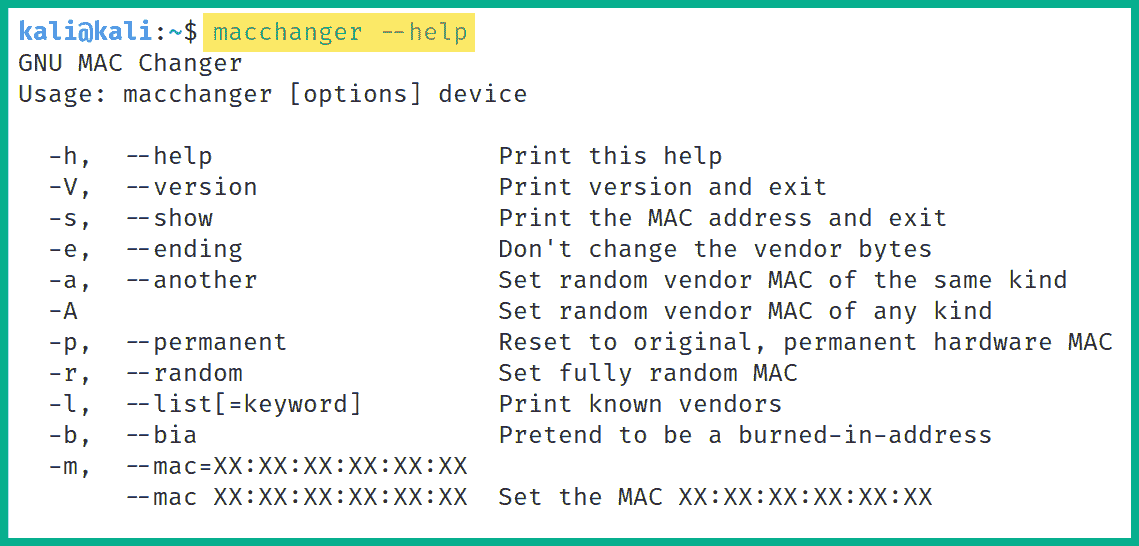 kali@kali:~$ macchanger --help
GNU MAC Changer
Usage: macchanger [options] device
-h, --help Print this help
-V, --version Print version and exit
-s, --show Print the MAC address and exit
-e, --ending Don't change the vendor bytes
-a, --another Set random vendor MAC of the same kind
-A Set random vendor MAC of any kind
-p, --permanent Reset to original, permanent hardware MAC
-r, --random Set fully random MAC
-l, --list[=keyword] Print known vendors
-b, --bia Pretend to be a burned-in-address
-m, --mac=XX:XX:XX:XX:XX:XX
--mac XX:XX:XX:XX:XX:XX Set the MAC XX:XX:XX:XX:XX:XX